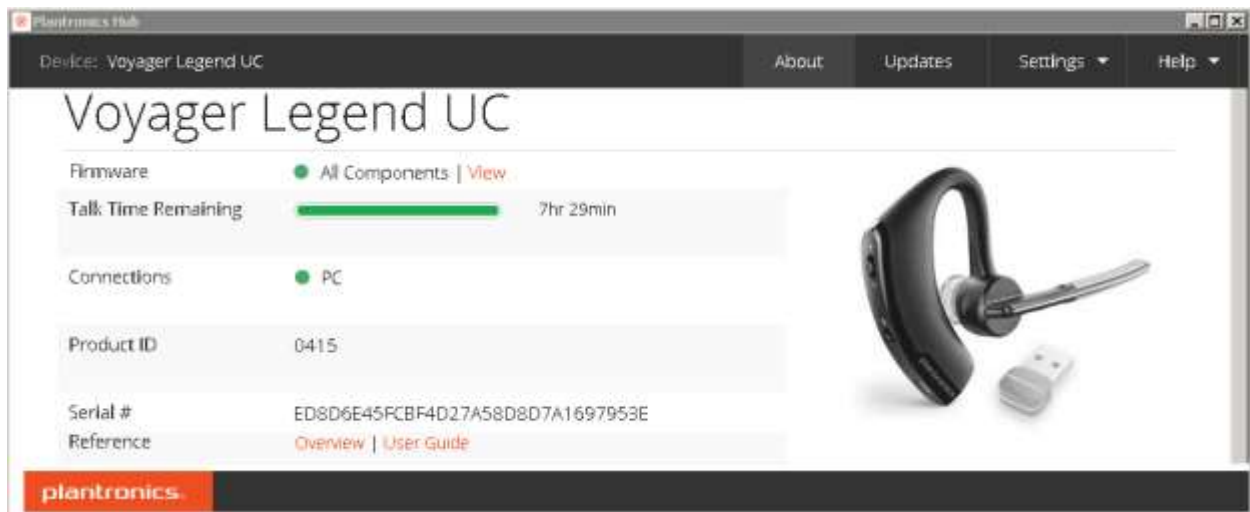 Plantronics Hub
Device: Voyager Legend UC About Updates Settings Help
Voyager Legend UC
Firmware All Components | View
Talk Time Remaining 7hr 29min
Connections PC
Product ID 0415
Serial # ED8D6E45FCBF4D27A58D8D7A1697953E
Reference Overview | User Guide
plantronics.